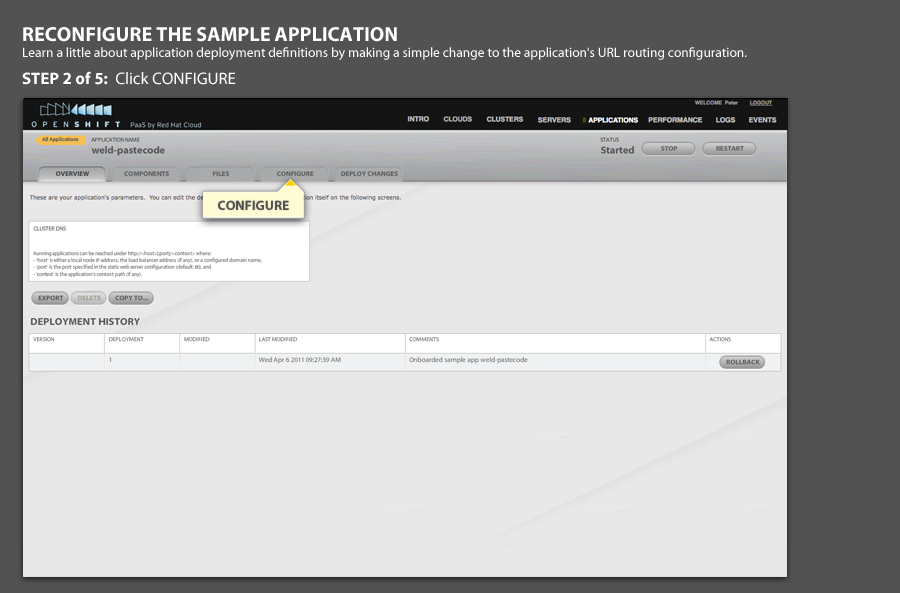 RECONFIGURE THE SAMPLE APPLICATION
Learn a little about application deployment definitions by making a simple change to the application's URL routing configuration.
STEP 2 of 5: Click CONFIGURE
WELCOME Peter LOGOUT
OPENSHIFT PaaS by Red Hat Cloud
INTRO CLOUDS CLUSTERS SERVERS APPLICATIONS PERFORMANCE LOGS EVENTS
All Applications APPLICATION NAME
weld-pastecode
STATUS
Started STOP RESTART
OVERVIEW COMPONENTS FILES CONFIGURE DEPLOY CHANGES
These are your application's parameters. You can edit the itself on the following screens.
CONFIGURE
CLUSTER DNS
Running applications can be reached under http://<host>:<port>/<context> where:
- 'host' is either a local node IP address, the load balancer address (if any), or a configured domain name,
- 'port' is the port specified in the static web server configuration (default: 80), and
- 'context' is the application's context path (if any).
EXPORT DELETE COPY TO...
DEPLOYMENT HISTORY
VERSION DEPLOYMENT MODIFIED LAST MODIFIED COMMENTS ACTIONS
1 Wed Apr 6 2011 09:27:39 AM Onboarded sample app weld-pastecode ROLLBACK